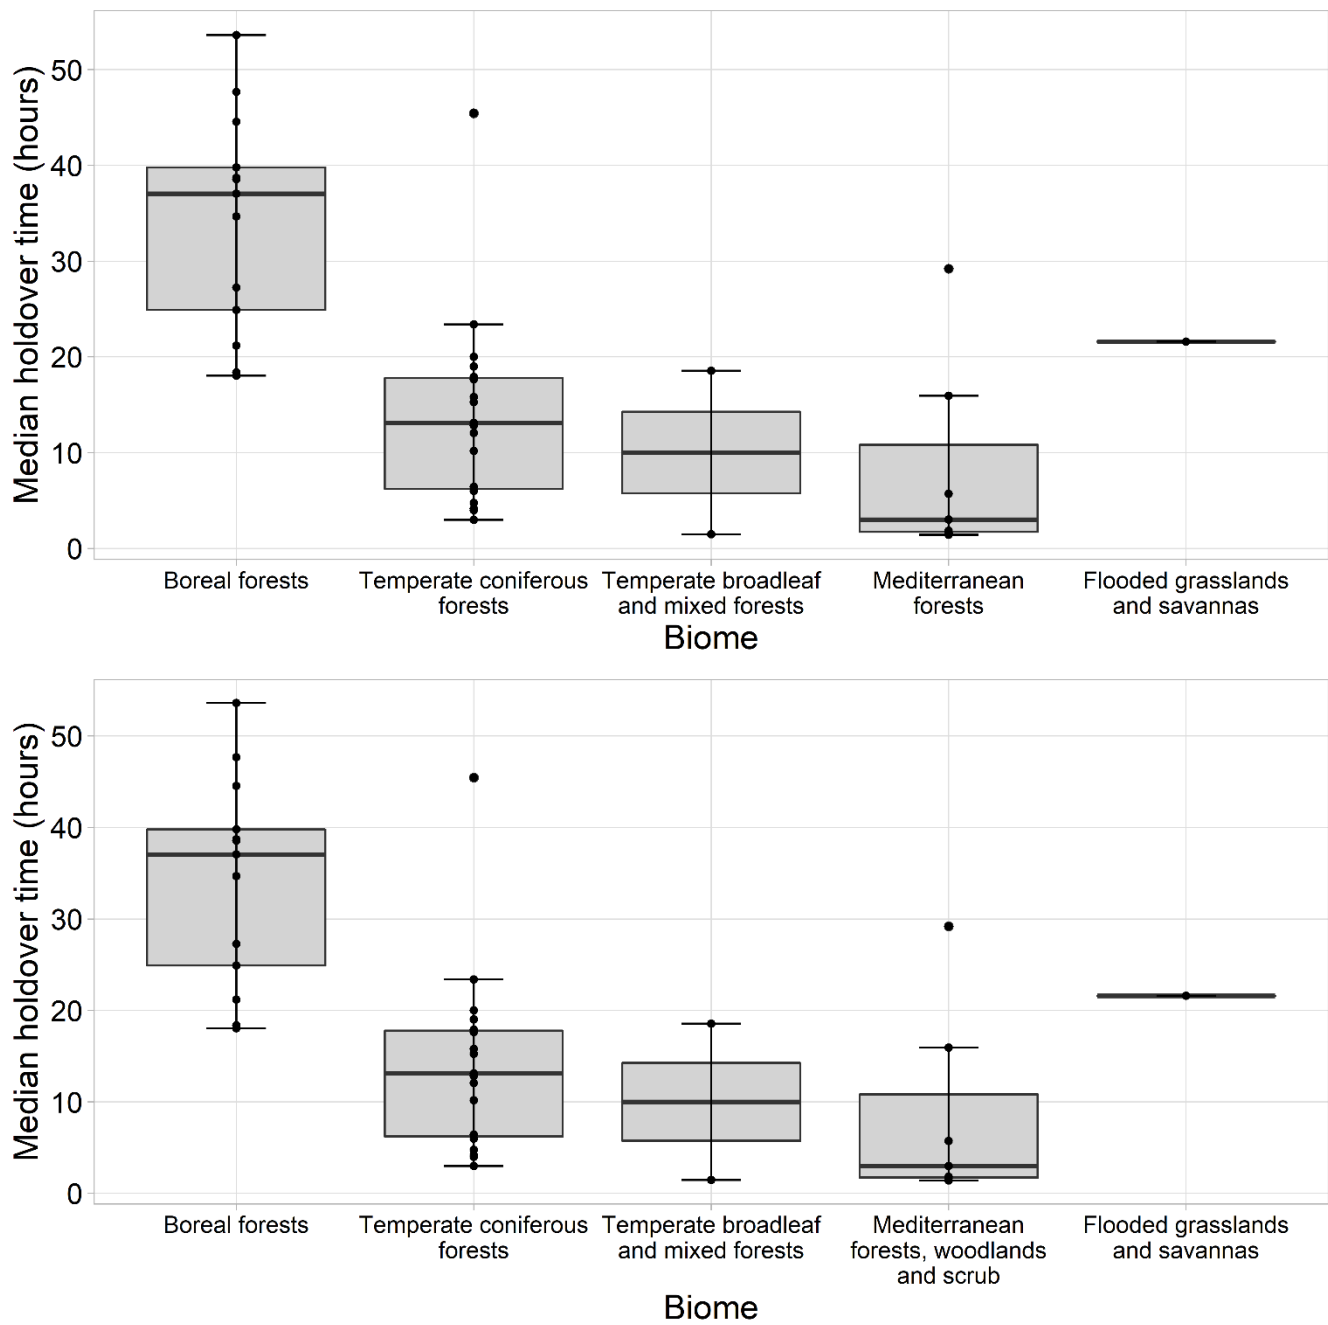 Median holdover time (hours)
50
40
30
20
10
0
Boreal forests
Temperate coniferous
forests
Temperate broadleaf
and mixed forests
Mediterranean
forests
Flooded grasslands
and savannas
Biome
Median holdover time (hours)
50
40
30
20
10
0
Boreal forests
Temperate coniferous
forests
Temperate broadleaf
and mixed forests
Mediterranean
forests, woodlands
and scrub
Flooded grasslands
and savannas
Biome